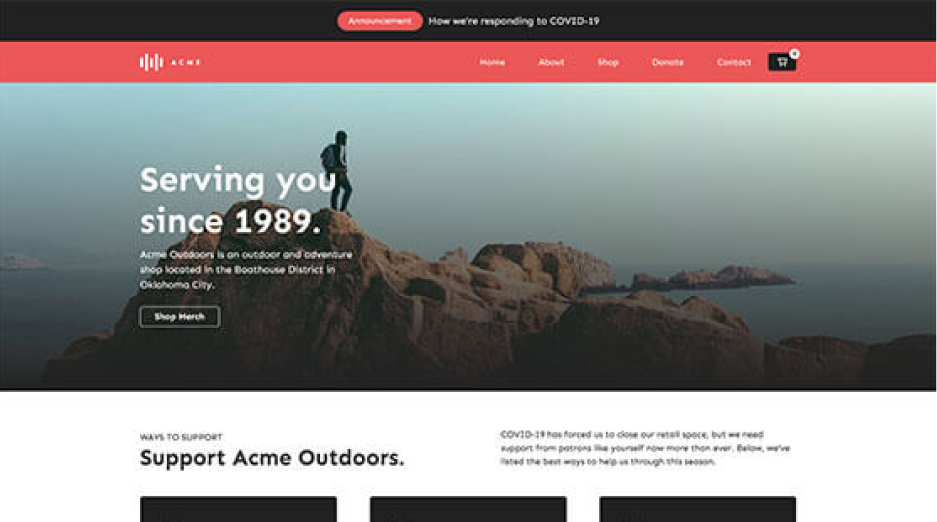 Announcement How we're responding to COVID-19
ACME Home About Shop Donate Contact
Serving you
since 1989.
Acme Outdoors is an outdoor and adventure
shop located in the Boathouse District in
Oklahoma City.
Shop Merch
WAYS TO SUPPORT
Support Acme Outdoors.
COVID-19 has forced us to close our retail space, but we need
support from patrons like yourself now more than ever. Below, we've
listed the best ways to help us through this season.